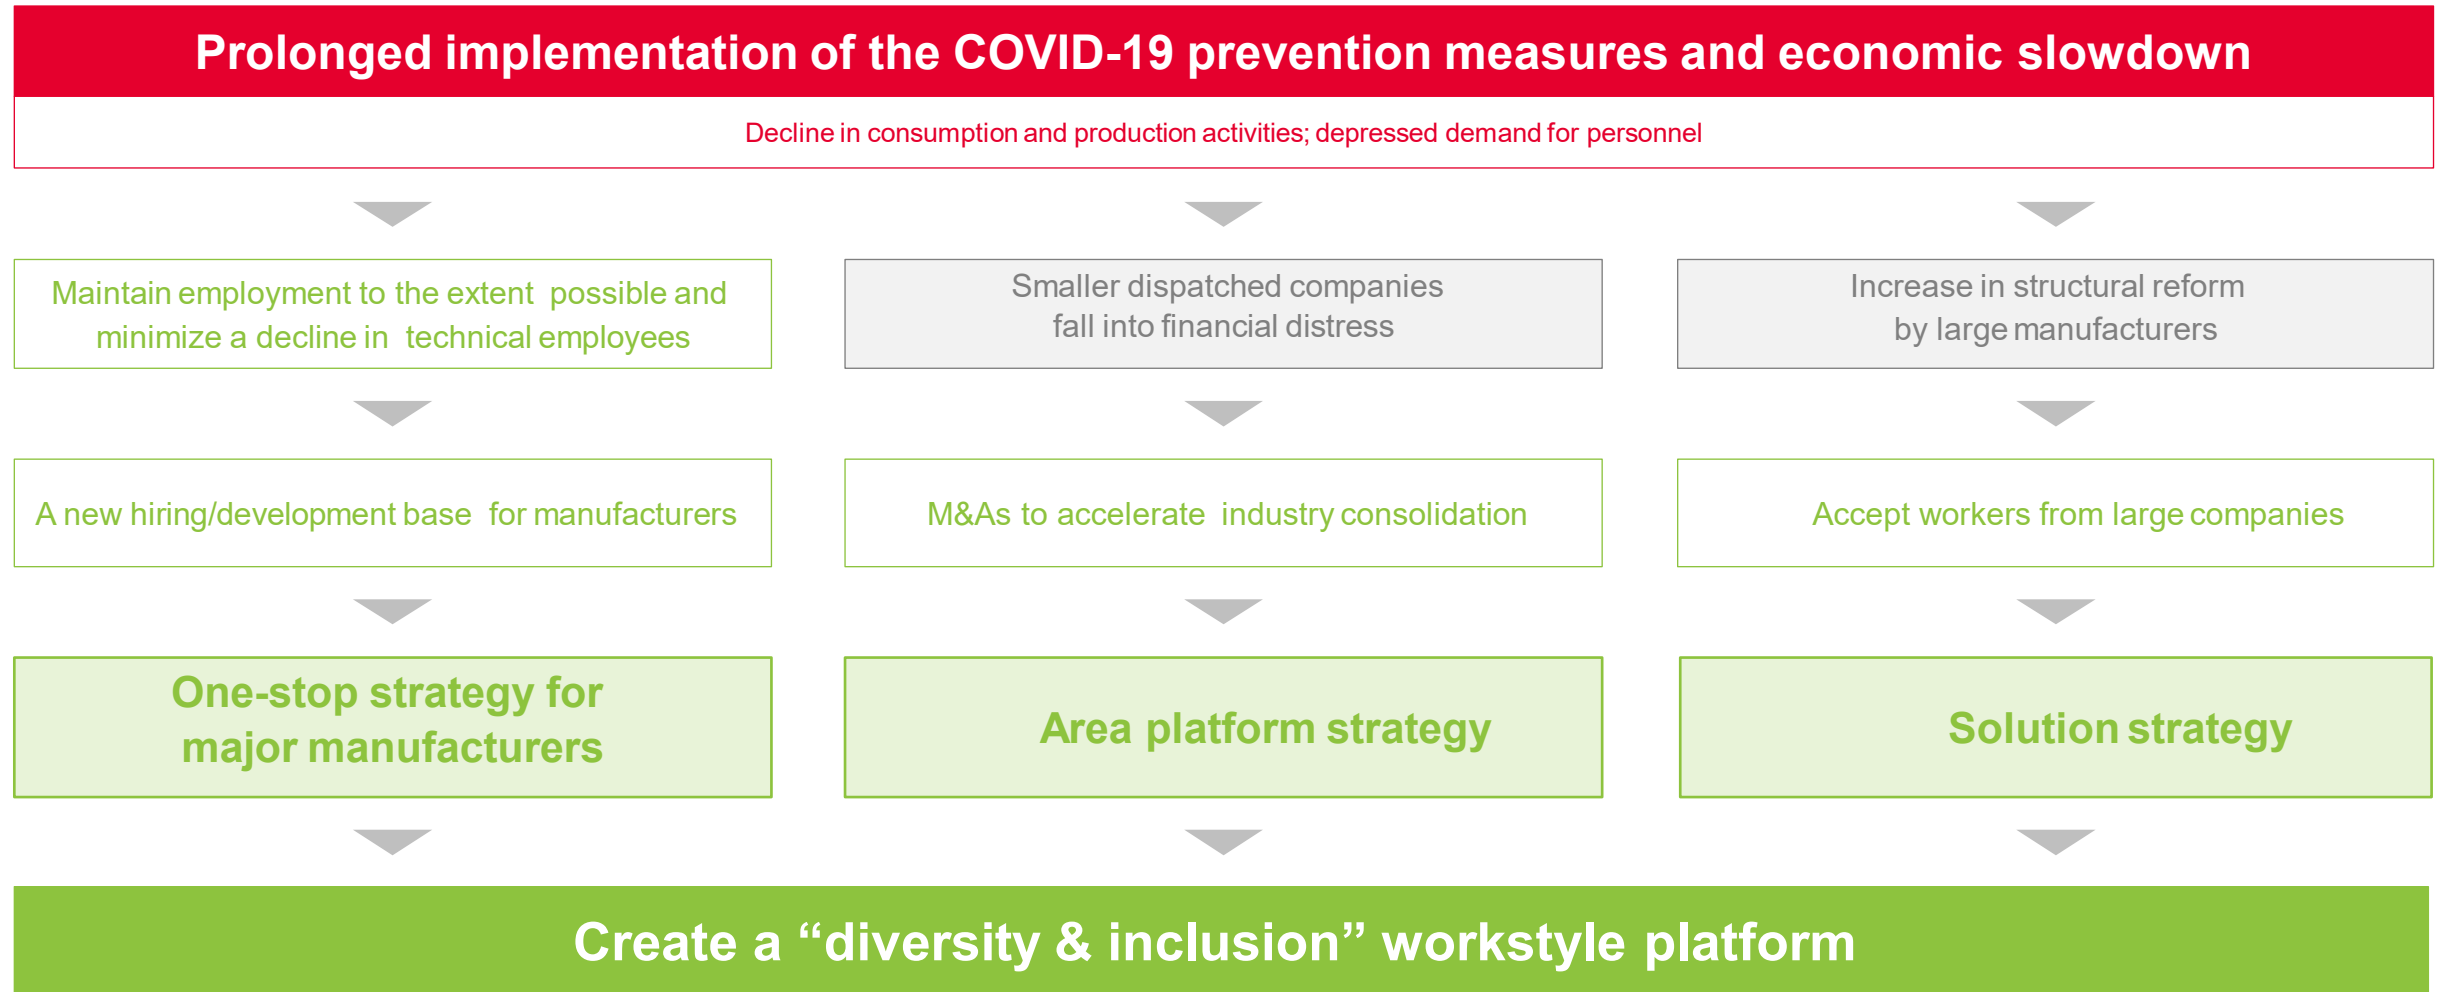 Prolonged implementation of the COVID-19 prevention measures and economic slowdown
Decline in consumption and production activities; depressed demand for personnel
Maintain employment to the extent possible and
minimize a decline in technical employees
Smaller dispatched companies
fall into financial distress
Increase in structural reform
by large manufacturers
A new hiring/development base for manufacturers
M&As to accelerate industry consolidation
Accept workers from large companies
One-stop strategy for
major manufacturers
Area platform strategy
Solution strategy
Create a “diversity & inclusion” workstyle platform